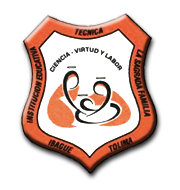 TECNICA
INSTITUCION EDUCATIVA
LA SAGRADA FAMILIA
CIENCIA - VIRTUD Y LABOR
IBAGUE
TOLIMA